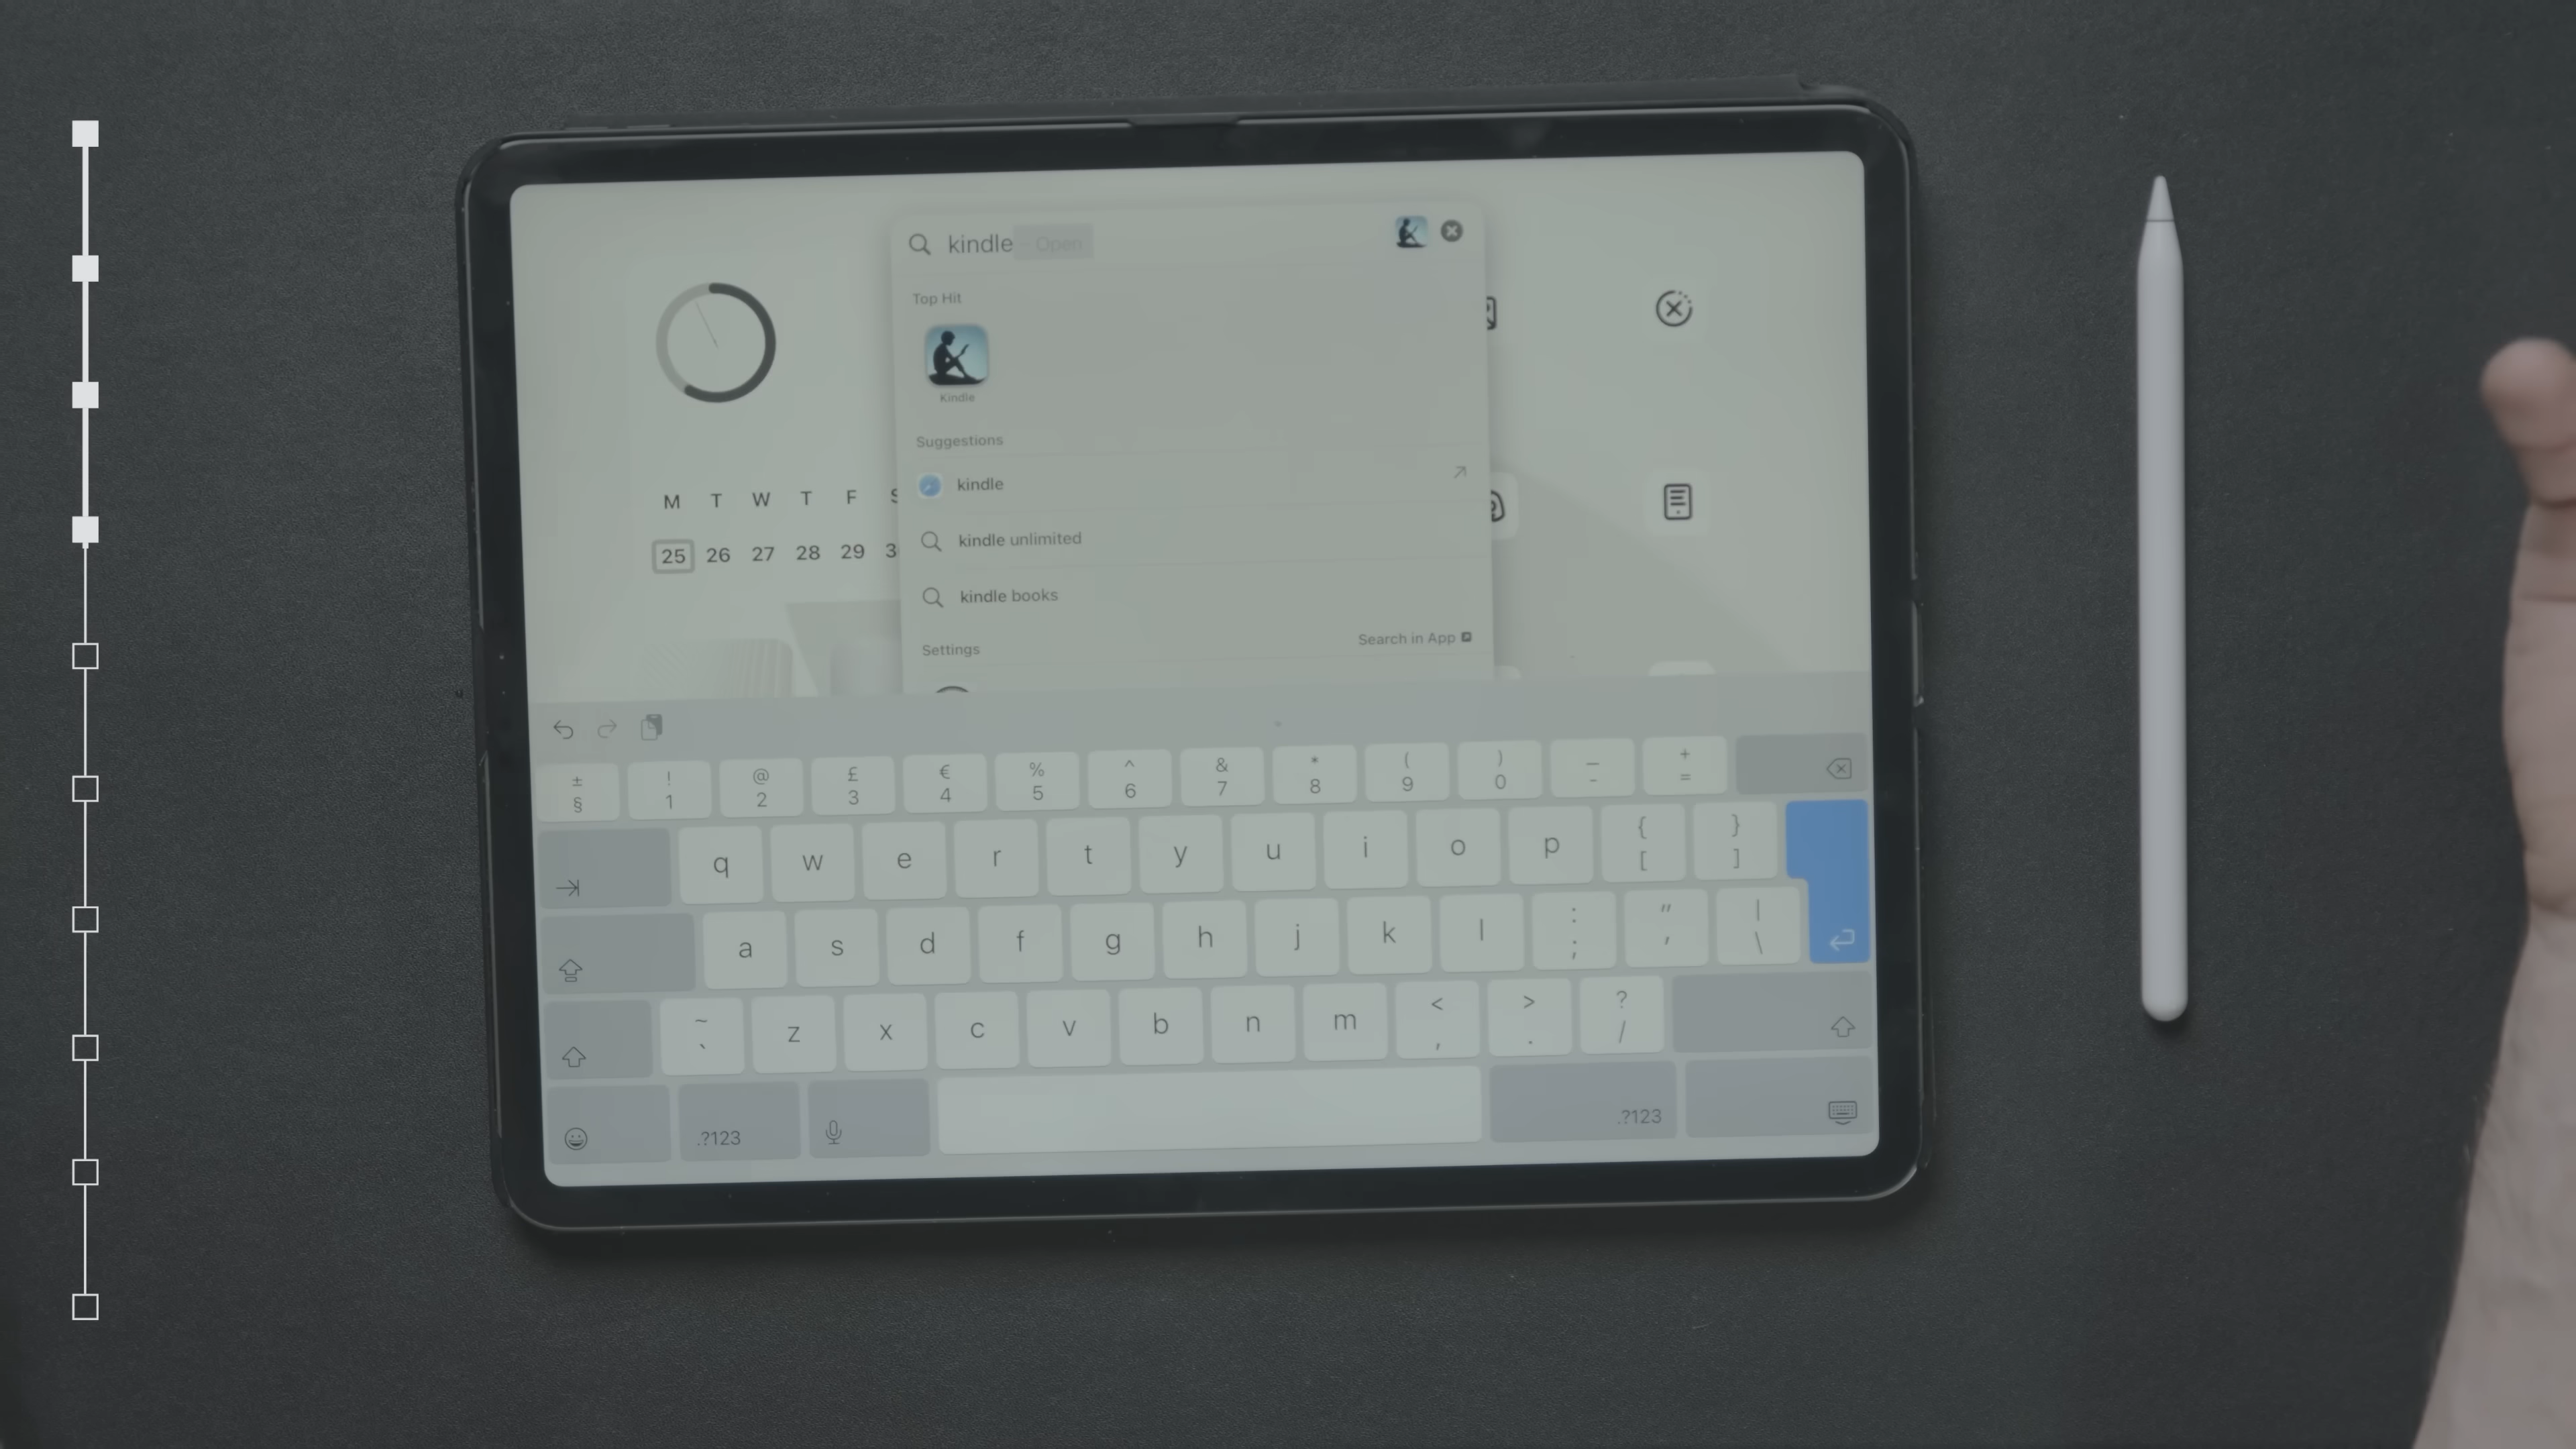 kindle Open
Top Hit
Kindle
Suggestions
kindle
kindle unlimited
kindle books
Search in App
Settings
M T W T F S
25 26 27 28 29
± ! @ £ € % ^ & * ( ) _ +
§ 1 2 3 4 5 6 7 8 9 0 - =
q w e r t y u i o p { }
[ ]
a s d f g h j k l : " |
; ' \
~ z x c v b n m < > ?
` , . /
.?123 .?123